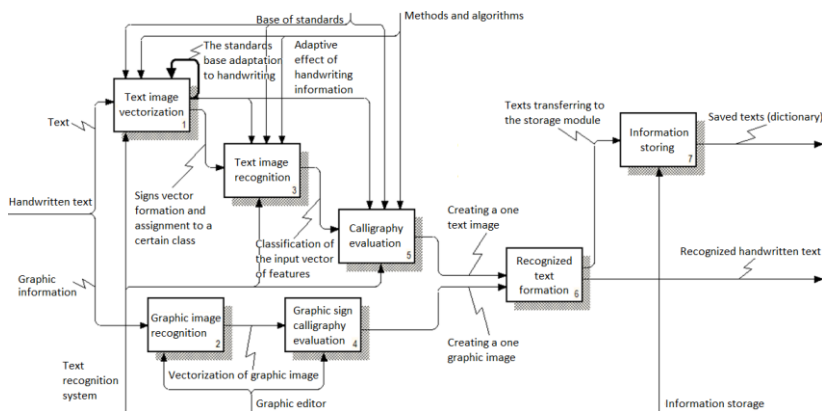 Base of standards
Methods and algorithms
The standards
base adaptation
to handwriting
Adaptive
effect of
handwriting
information
Text image
vectorization
1
Text
Texts transferring to
the storage module
Information
storing
7
Saved texts (dictionary)
Text image
recognition
3
Signs vector
formation and
assignment to a
certain class
Handwritten text
Classification of
the input vector
of features
Calligraphy
evaluation
5
Creating a one
text image
Recognized
text
formation
6
Recognized handwritten text
Graphic
information
Graphic image
recognition
2
Graphic sign
calligraphy
evaluation
4
Creating a one
graphic image
Text
recognition
system
Vectorization of graphic image
Graphic editor
Information storage